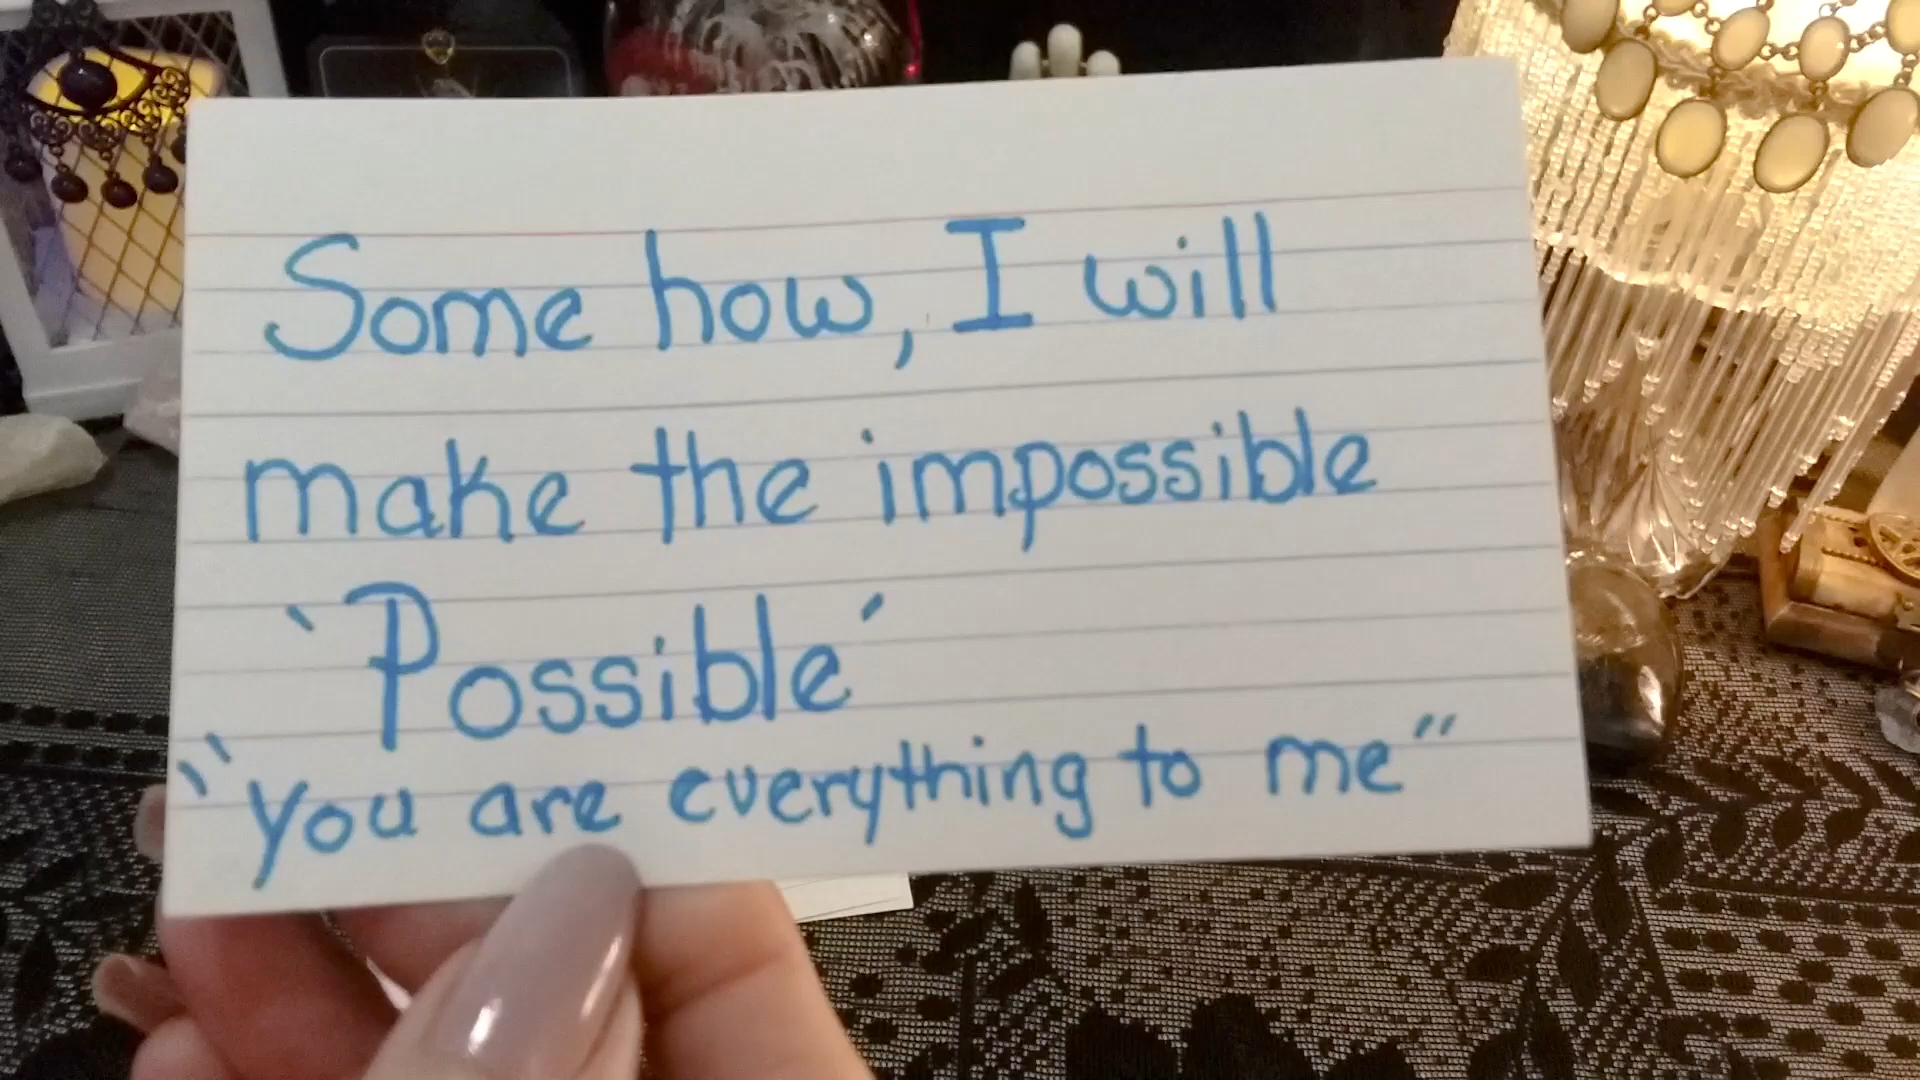 Some how, I will
make the impossible
`Possible´
"You are everything to me"